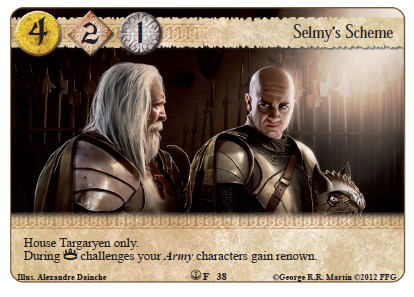 4 2 1 Selmy's Scheme
House Targaryen only.
During challenges your Army characters gain renown.
Illus. Alexandre Dainche F 38 ©George R.R. Martin ©2012 FFG